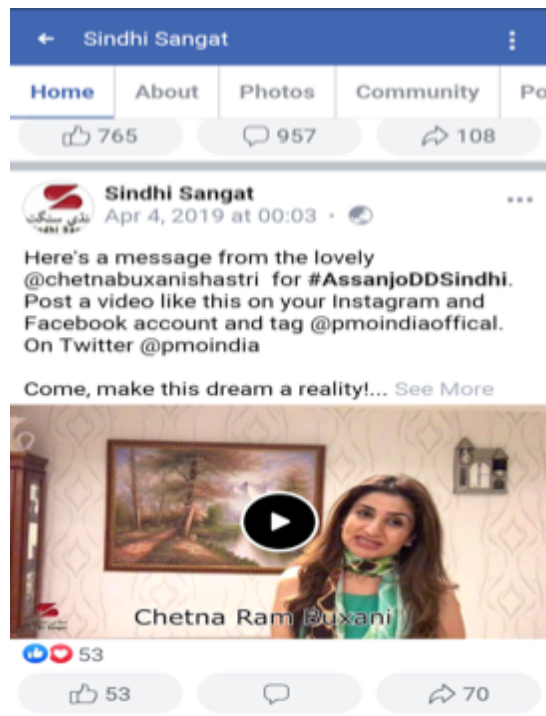 Sindhi Sangat
Home About Photos Community Po
765 957 108
Sindhi Sangat
Apr 4, 2019 at 00:03 ·
Here's a message from the lovely
@chetnabuxanishastri for #AssanjoDDSindhi.
Post a video like this on your Instagram and
Facebook account and tag @pmoindiaoffical.
On Twitter @pmoindia
Come, make this dream a reality!... See More
Chetna Ram Buxani
53
53 70